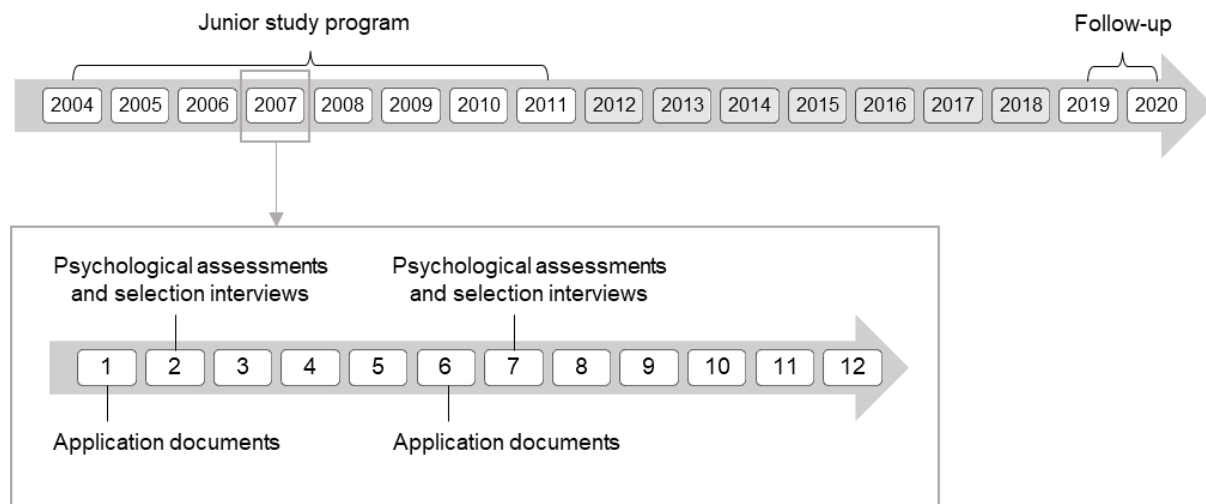 Junior study program
Follow-up
2004 2005 2006 2007 2008 2009 2010 2011 2012 2013 2014 2015 2016 2017 2018 2019 2020
Psychological assessments
and selection interviews
Psychological assessments
and selection interviews
1 2 3 4 5 6 7 8 9 10 11 12
Application documents
Application documents